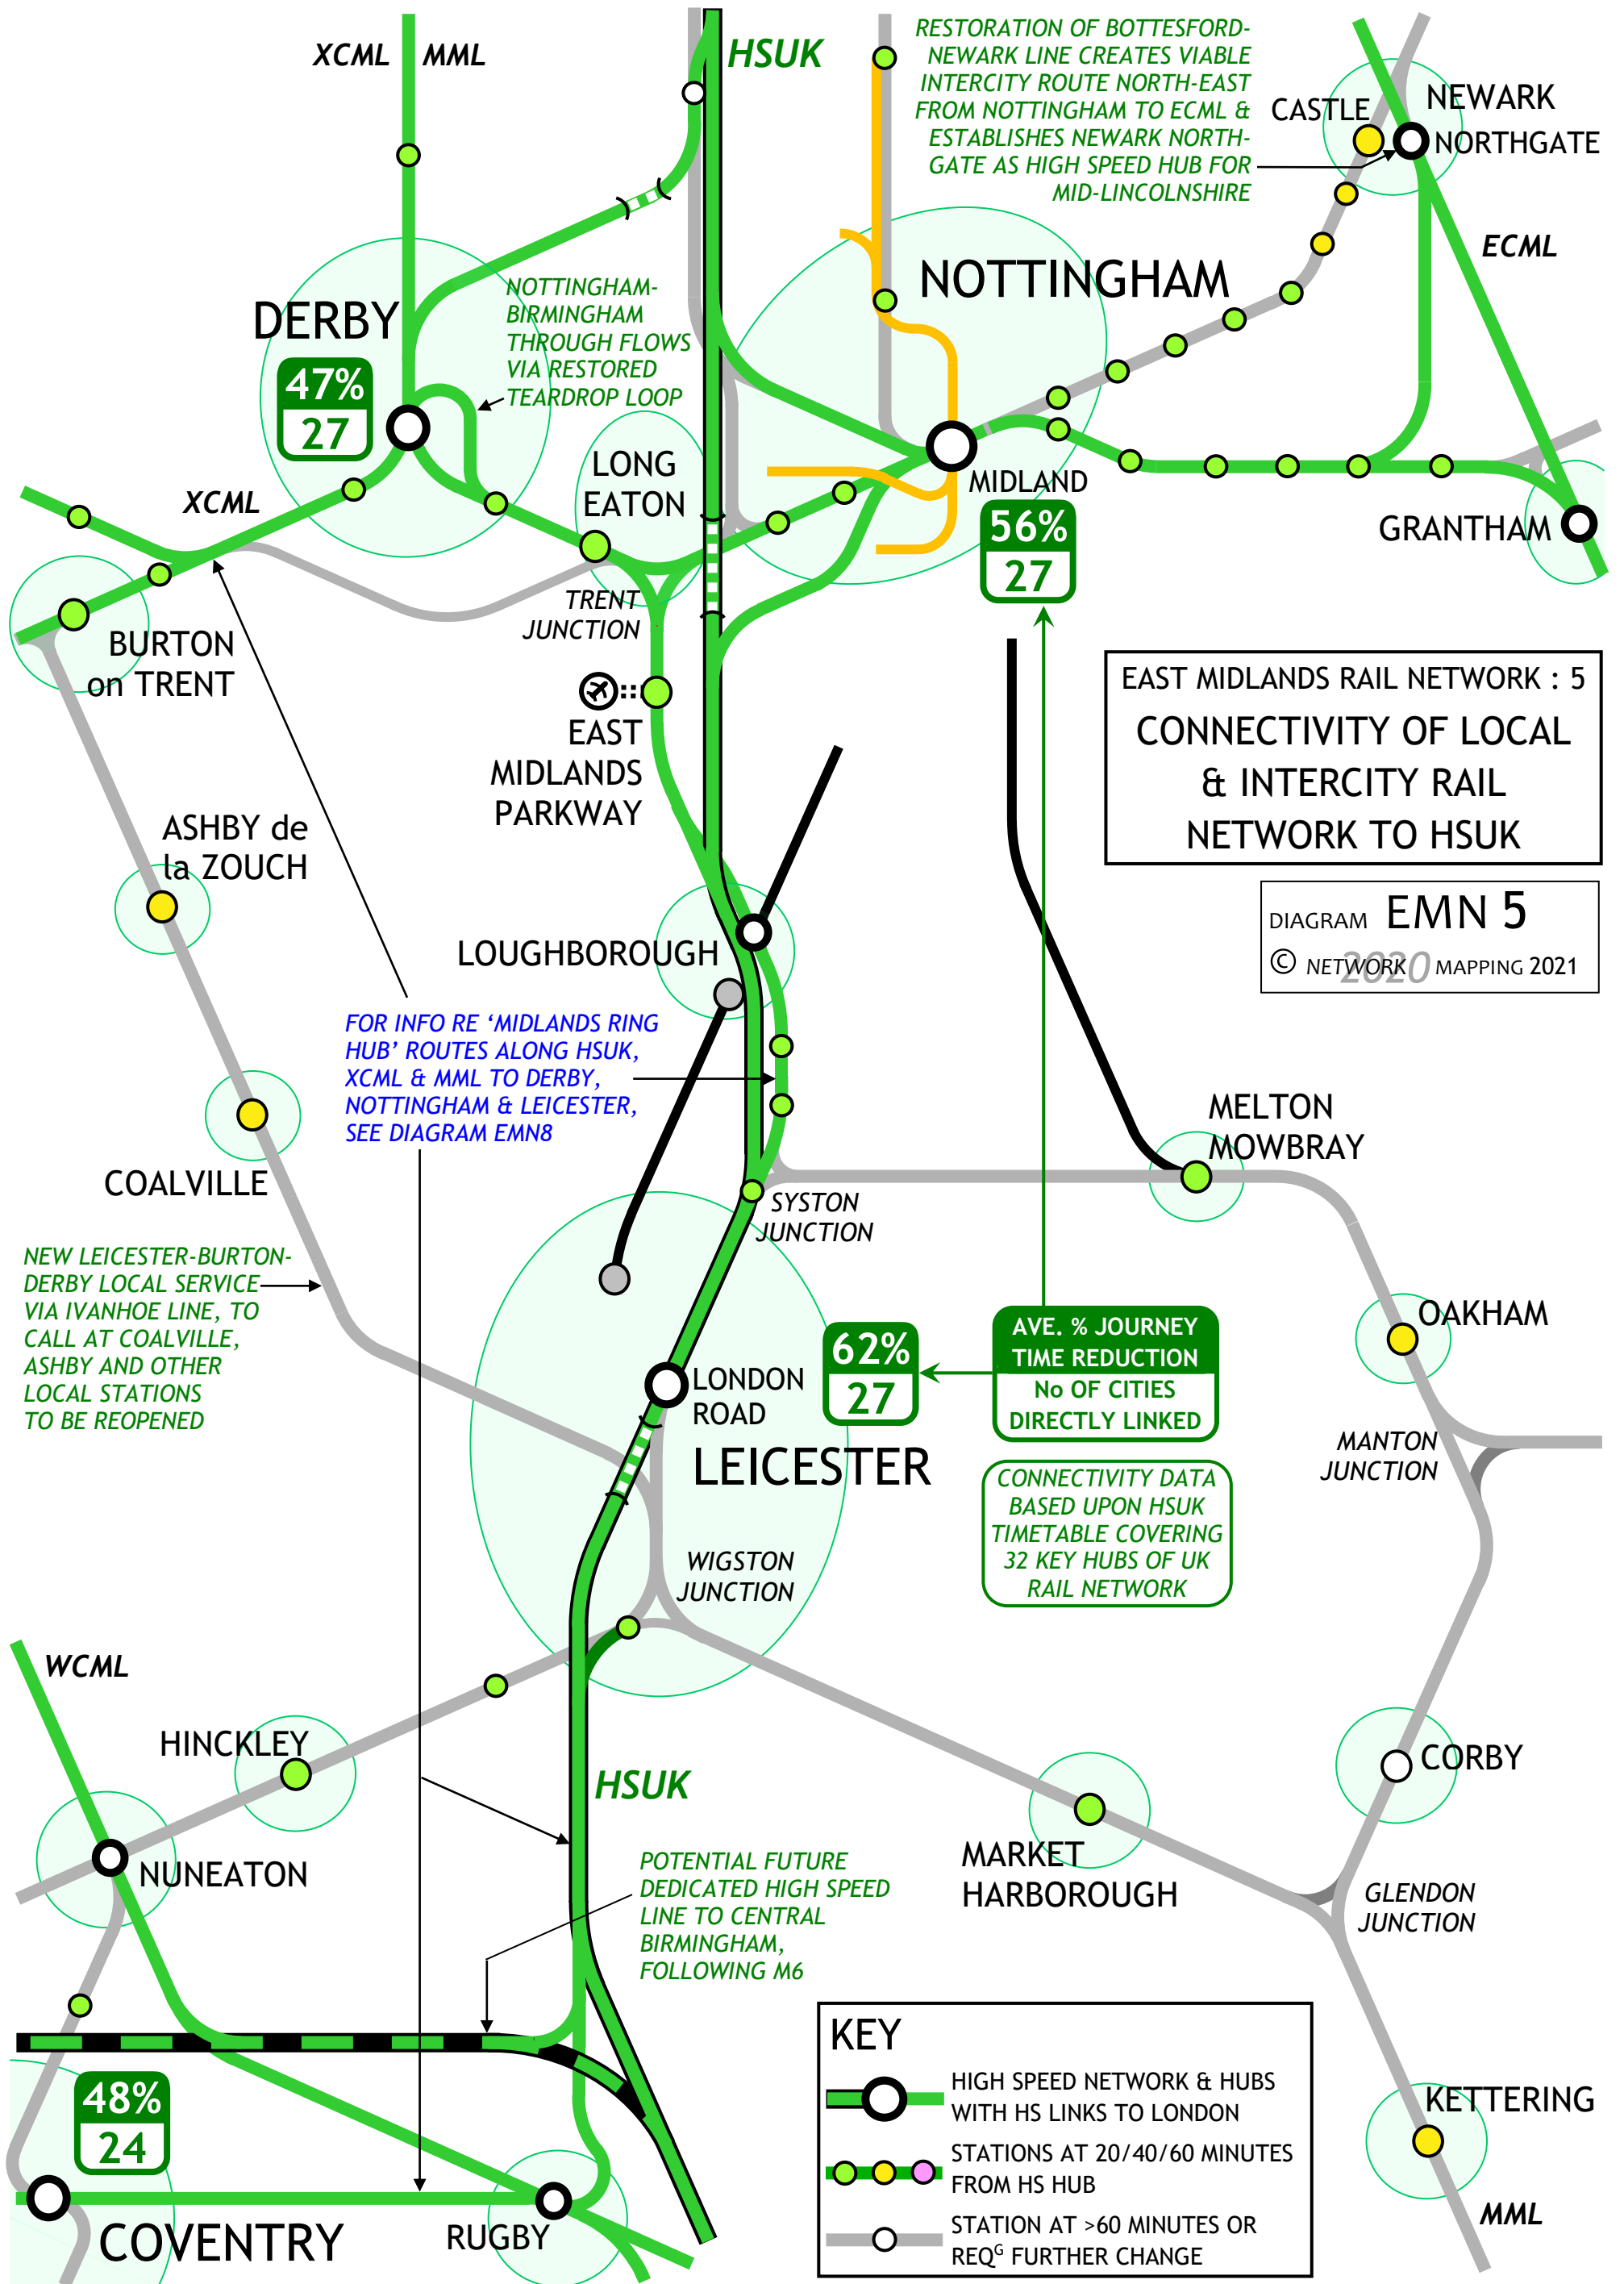 XCML
MML
HSUK
RESTORATION OF BOTTESFORD-
NEWARK LINE CREATES VIABLE
INTERCITY ROUTE NORTH-EAST
FROM NOTTINGHAM TO ECML &
ESTABLISHES NEWARK NORTH-
GATE AS HIGH SPEED HUB FOR
MID-LINCOLNSHIRE
CASTLE
NEWARK
NORTHGATE
ECML
NOTTINGHAM
DERBY
47%
27
NOTTINGHAM-
BIRMINGHAM
THROUGH FLOWS
VIA RESTORED
TEARDROP LOOP
LONG
EATON
XCML
MIDLAND
56%
27
GRANTHAM
TRENT
JUNCTION
BURTON
on TRENT
EAST
MIDLANDS
PARKWAY
EAST MIDLANDS RAIL NETWORK : 5
CONNECTIVITY OF LOCAL
& INTERCITY RAIL
NETWORK TO HSUK
DIAGRAM EMN 5
© NETWORK 2020 MAPPING 2021
ASHBY de
la ZOUCH
LOUGHBOROUGH
FOR INFO RE ‘MIDLANDS RING
HUB’ ROUTES ALONG HSUK,
XCML & MML TO DERBY,
NOTTINGHAM & LEICESTER,
SEE DIAGRAM EMN8
MELTON
MOWBRAY
COALVILLE
SYSTON
JUNCTION
NEW LEICESTER-BURTON-
DERBY LOCAL SERVICE
VIA IVANHOE LINE, TO
CALL AT COALVILLE,
ASHBY AND OTHER
LOCAL STATIONS
TO BE REOPENED
OAKHAM
AVE. % JOURNEY
TIME REDUCTION
No OF CITIES
DIRECTLY LINKED
62%
27
LONDON
ROAD
LEICESTER
MANTON
JUNCTION
CONNECTIVITY DATA
BASED UPON HSUK
TIMETABLE COVERING
32 KEY HUBS OF UK
RAIL NETWORK
WIGSTON
JUNCTION
WCML
HINCKLEY
HSUK
CORBY
NUNEATON
POTENTIAL FUTURE
DEDICATED HIGH SPEED
LINE TO CENTRAL
BIRMINGHAM,
FOLLOWING M6
MARKET
HARBOROUGH
GLENDON
JUNCTION
48%
24
COVENTRY
RUGBY
KETTERING
MML
KEY
HIGH SPEED NETWORK & HUBS
WITH HS LINKS TO LONDON
STATIONS AT 20/40/60 MINUTES
FROM HS HUB
STATION AT >60 MINUTES OR
REQG FURTHER CHANGE